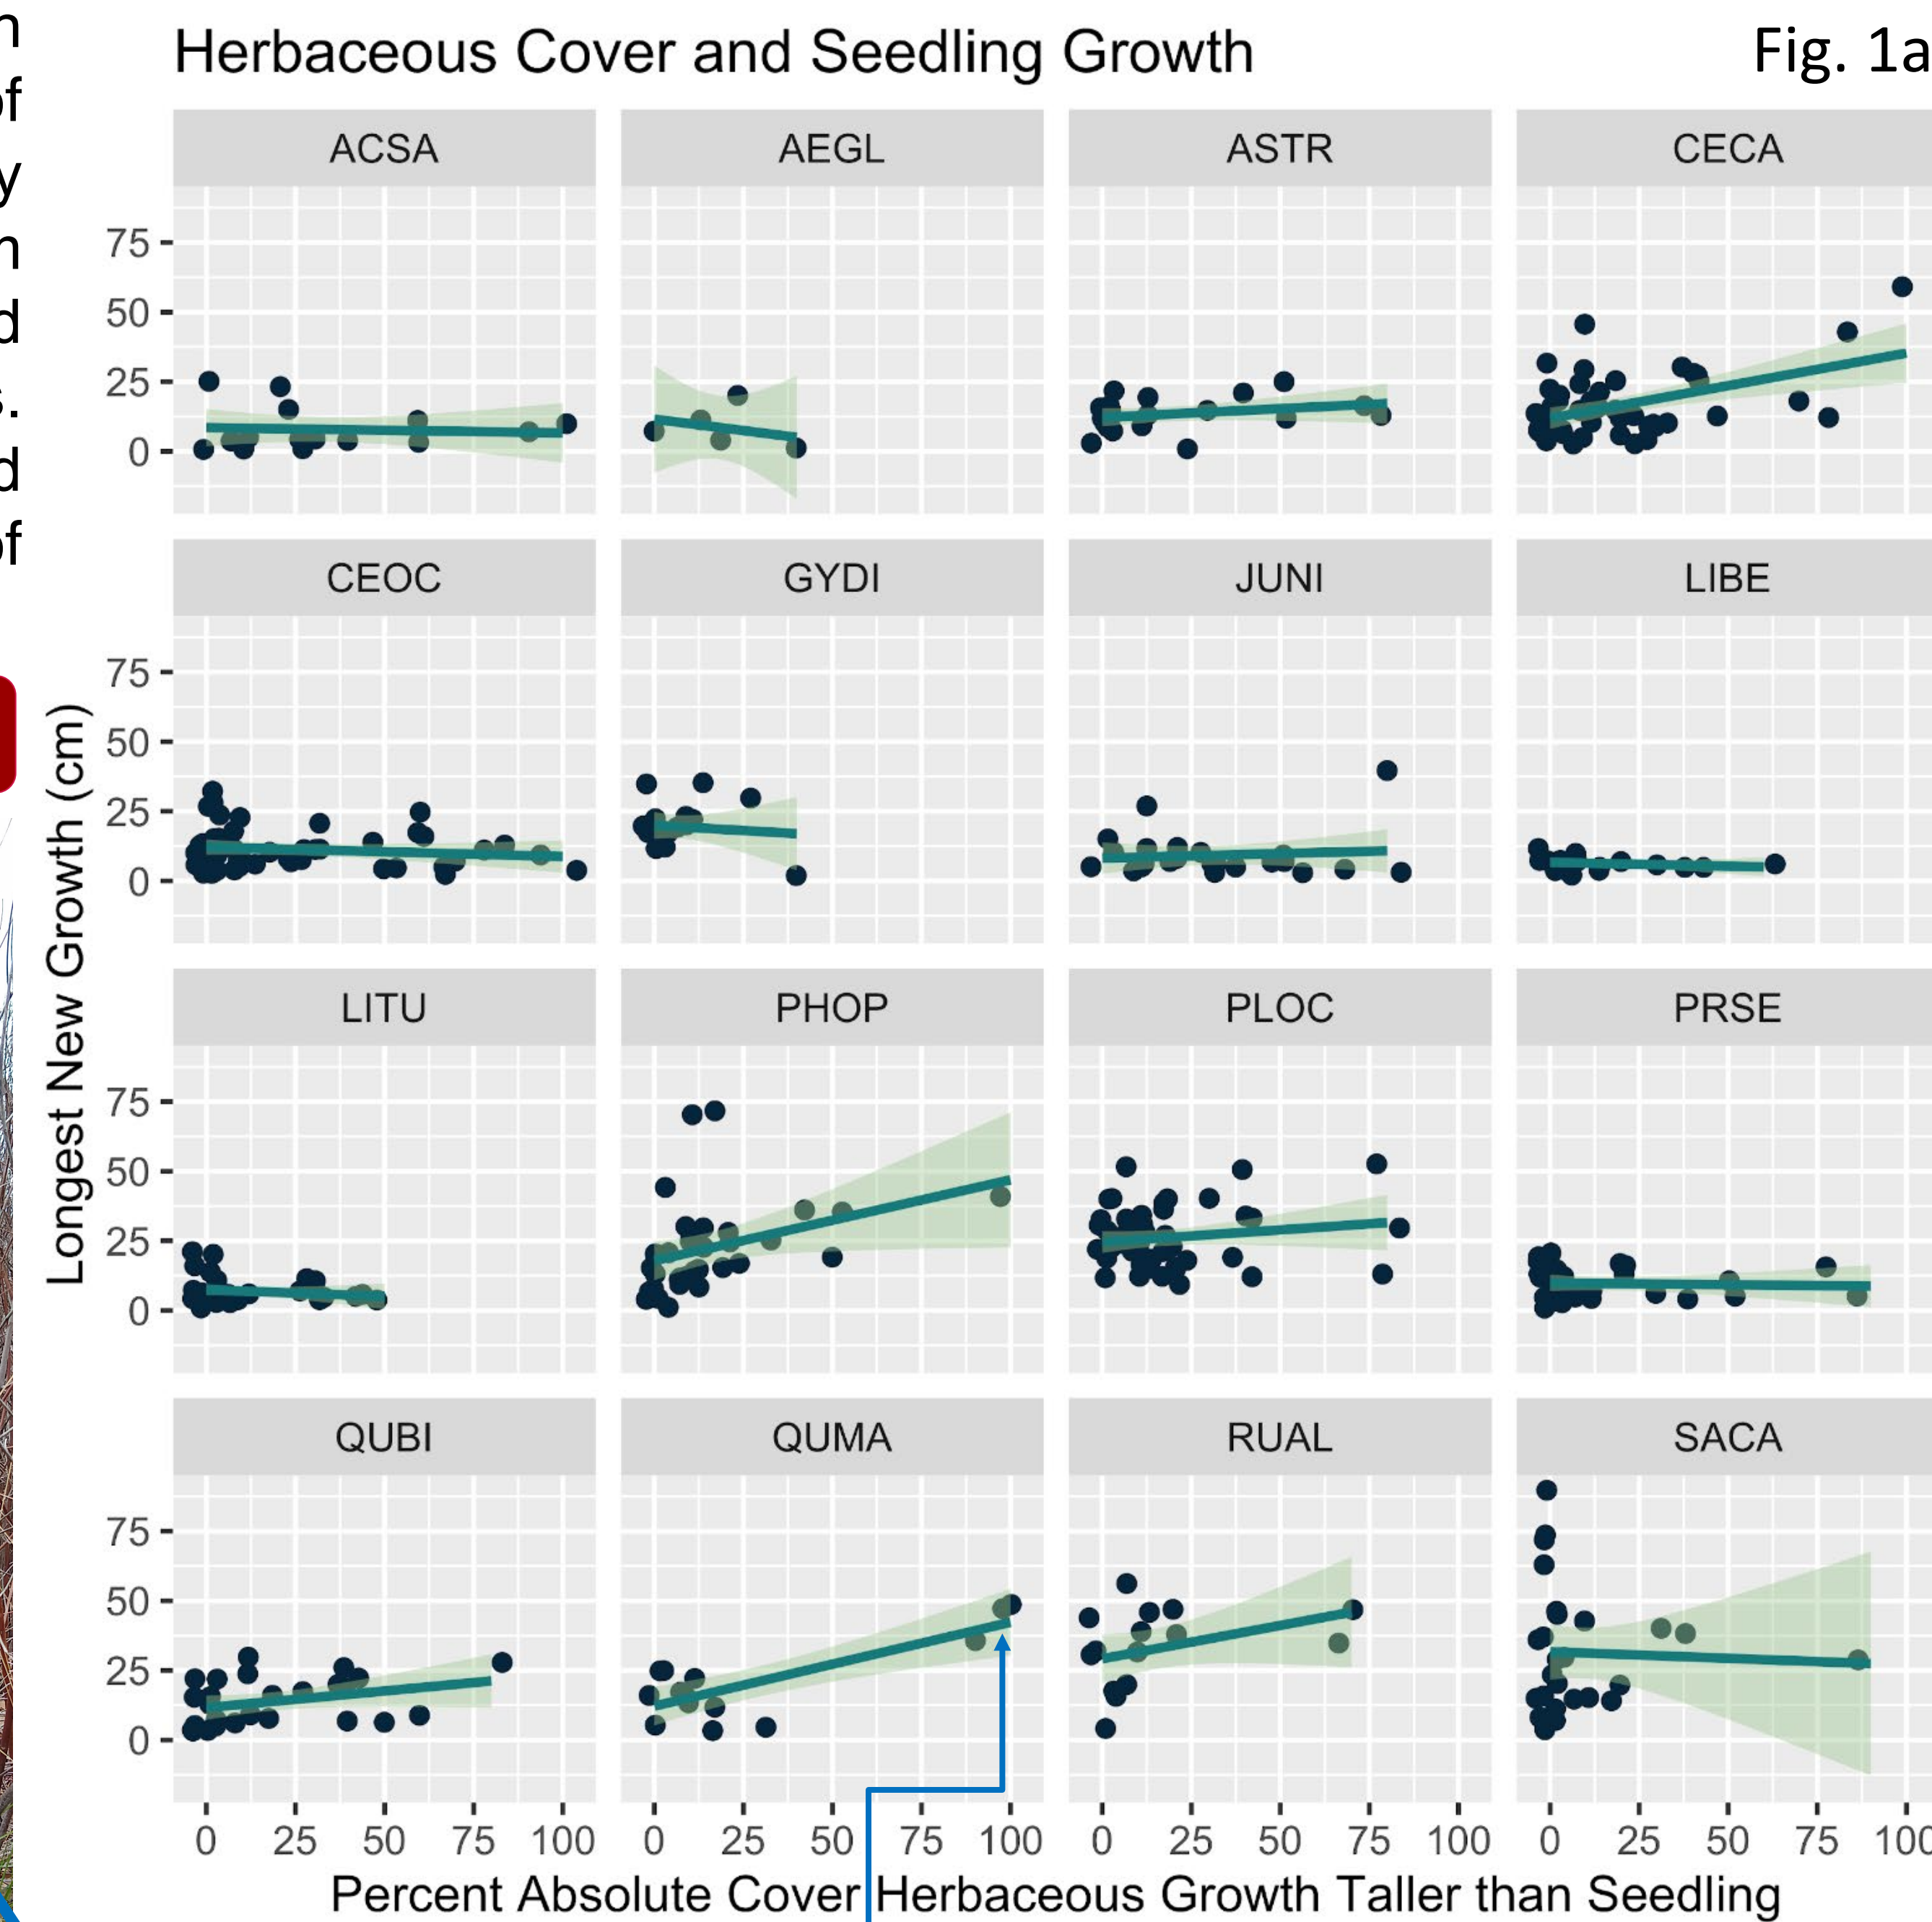 n
of
y
n
d
s.
d
of
Herbaceous Cover and Seedling Growth
Fig. 1a
ACSA AEGL ASTR CECA
75
50
25
0
CEOC GYDI JUNI LIBE
75
50
25
0
LITU PHOP PLOC PRSE
75
50
25
0
QUBI QUMA RUAL SACA
75
50
25
0
Longest New Growth (cm)
0 25 50 75 100 0 25 50 75 100 0 25 50 75 100 0 25 50 75 100
Percent Absolute Cover Herbaceous Growth Taller than Seedling